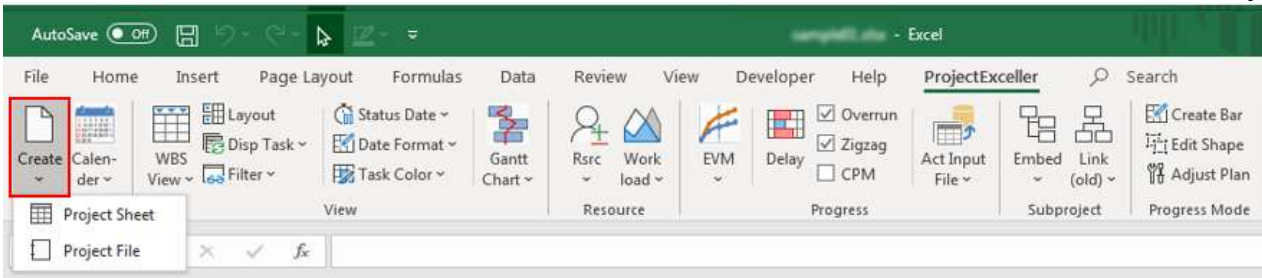 AutoSave Off - Excel
File Home Insert Page Layout Formulas Data Review View Developer Help ProjectExceller Search
Create
Calen-
der
WBS
View
Layout
Disp Task
Filter
Status Date
Date Format
Task Color
Gantt
Chart
Rsrc
Work
load
EVM
Delay
Overrun
Zigzag
CPM
Act Input
File
Embed
Link
(old)
Create Bar
Edit Shape
Adjust Plan
View Resource Progress Subproject Progress Mode
Project Sheet
Project File
fx